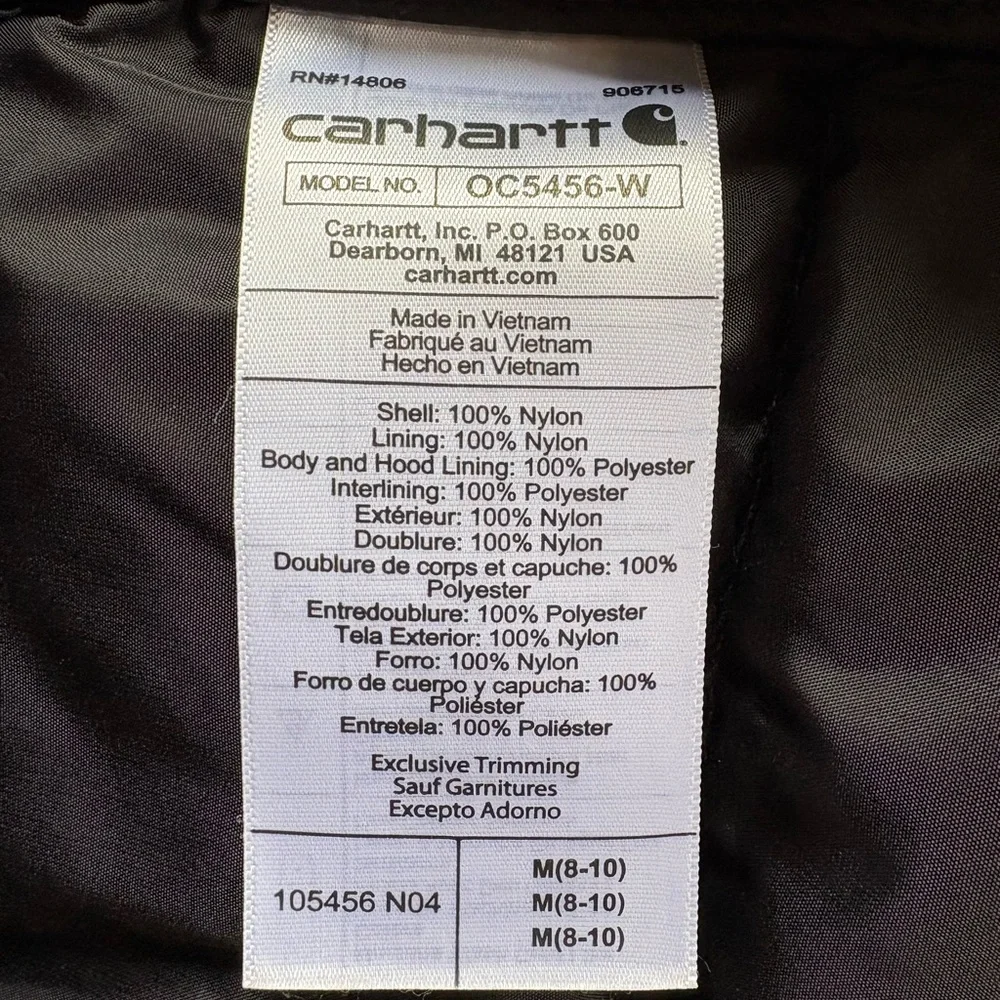 RN#14806
906715
carhartt
MODEL NO. OC5456-W
Carhartt, Inc. P.O. Box 600
Dearborn, MI 48121 USA
carhartt.com
Made in Vietnam
Fabriqué au Vietnam
Hecho en Vietnam
Shell: 100% Nylon
Lining: 100% Nylon
Body and Hood Lining: 100% Polyester
Interlining: 100% Polyester
Extérieur: 100% Nylon
Doublure: 100% Nylon
Doublure de corps et capuche: 100%
Polyester
Entredoublure: 100% Polyester
Tela Exterior: 100% Nylon
Forro: 100% Nylon
Forro de cuerpo y capucha: 100%
Poliéster
Entretela: 100% Poliéster
Exclusive Trimming
Sauf Garnitures
Excepto Adorno
105456 N04
M(8-10)
M(8-10)
M(8-10)